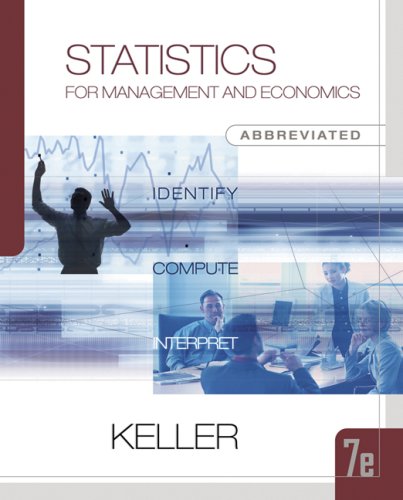 STATISTICS
FOR MANAGEMENT AND ECONOMICS
ABBREVIATED
IDENTIFY
COMPUTE
INTERPRET
KELLER
7e